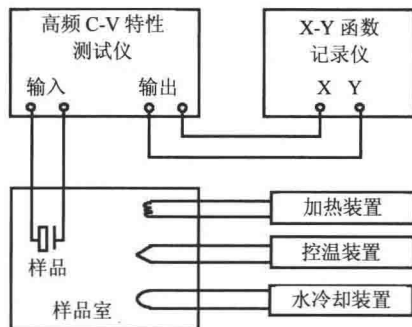 高频 C-V 特性
测试仪
输入
输出
X-Y 函数
记录仪
X Y
样品
样品室
加热装置
控温装置
水冷却装置